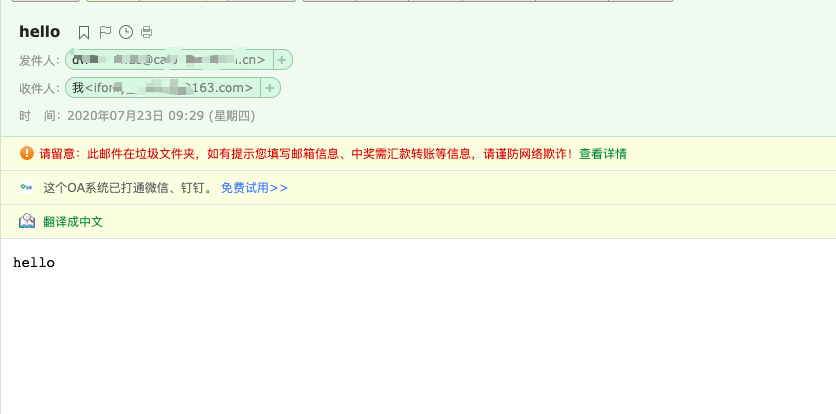 hello
发件人：@ca .cn> +
收件人：我<ifon @163.com> +
时 间：2020年07月23日 09:29 (星期四)
请留意：此邮件在垃圾文件夹，如有提示您填写邮箱信息、中奖需汇款转账等信息，请谨防网络欺诈！查看详情
这个OA系统已打通微信、钉钉。 免费试用>>
翻译成中文
hello